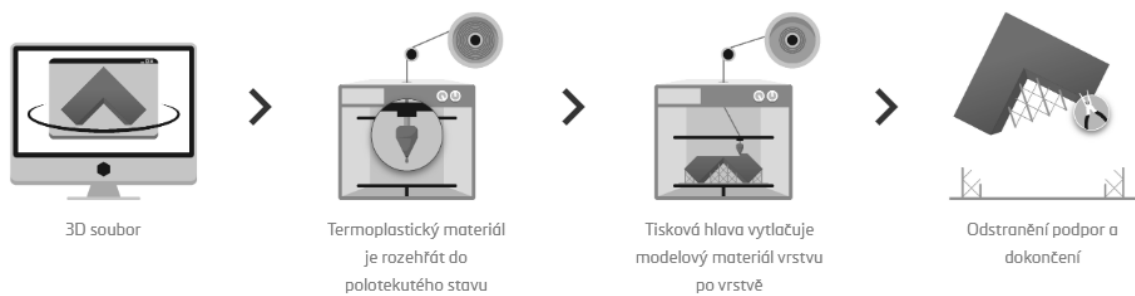 3D soubor
Termoplastický materiál
je rozehřát do
polotekutého stavu
Tisková hlava vytlačuje
modelový materiál vrstvu
po vrstvě
Odstranění podpor a
dokončení